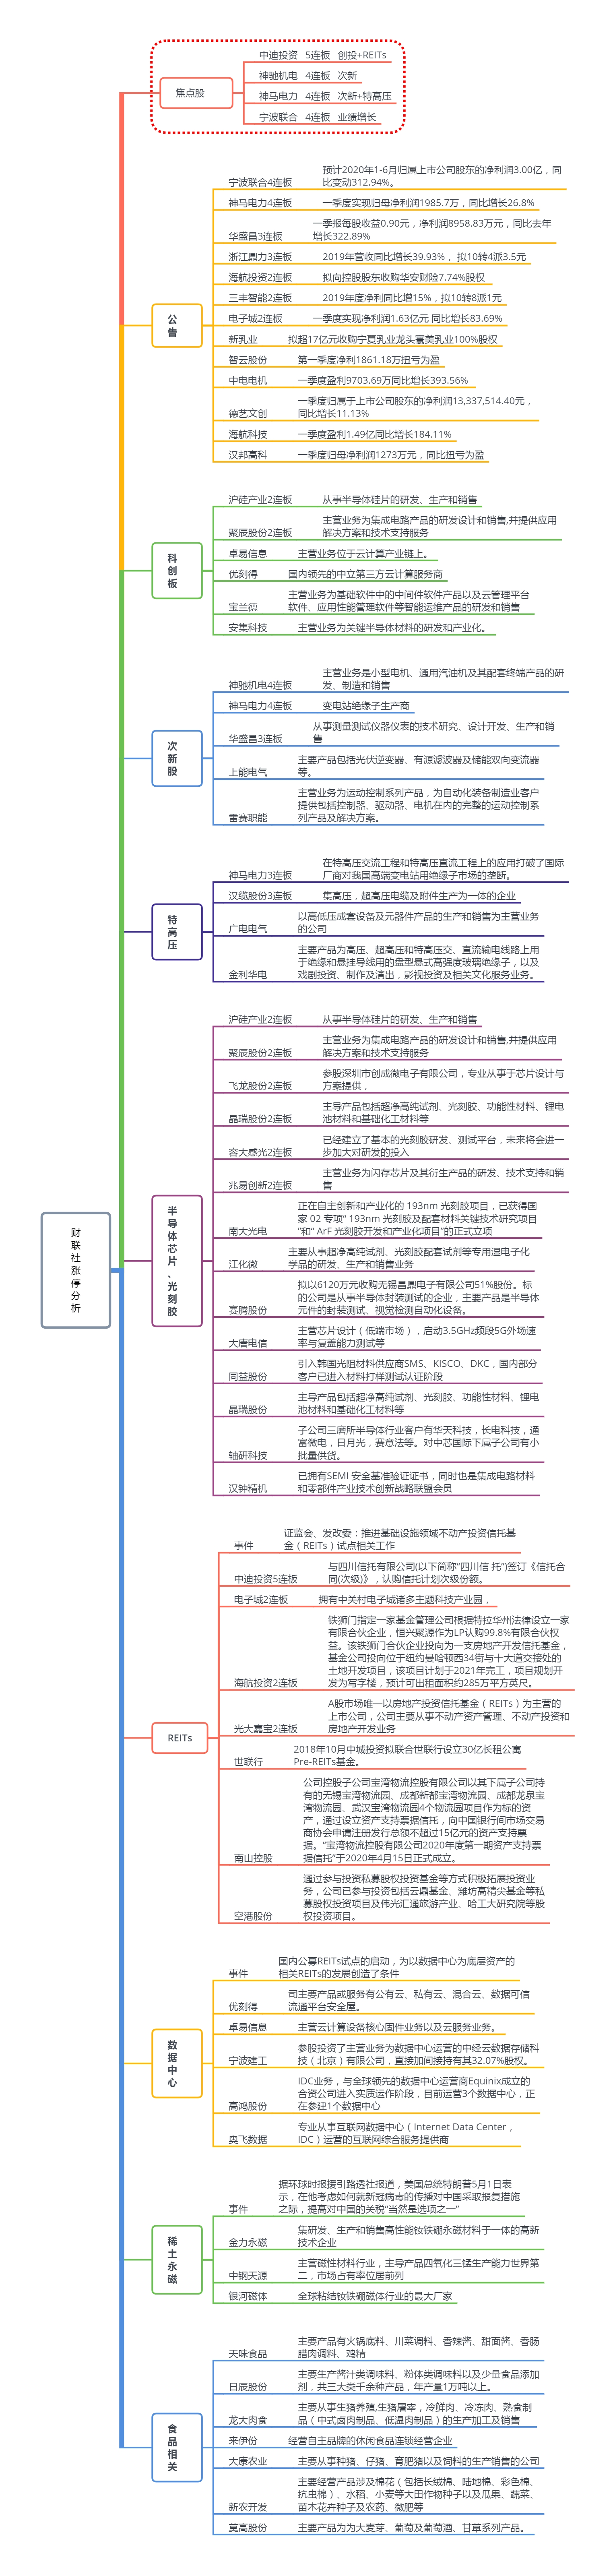 财联社涨停分析
焦点股
中迪投资 5连板 创投+REITs
神驰机电 4连板 次新
神马电力 4连板 次新+特高压
宁波联合 4连板 业绩增长
公告
宁波联合4连板
预计2020年1-6月归属上市公司股东的净利润3.00亿，同
比变动312.94%。
神马电力4连板 一季度实现归母净利润1985.7万，同比增长26.8%
华盛昌3连板
一季报每股收益0.90元，净利润8958.83万元，同比去年
增长322.89%
浙江鼎力3连板 2019年营收同比增长39.93%， 拟10转4派3.5元
海航投资2连板 拟向控股股东收购华安财险7.74%股权
三丰智能2连板 2019年度净利同比增15%，拟10转8派1元
电子城2连板 一季度实现净利润1.63亿元 同比增长83.69%
新乳业 拟超17亿元收购宁夏乳业龙头寰美乳业100%股权
智云股份 第一季度净利1861.18万扭亏为盈
中电电机 一季度盈利9703.69万同比增长393.56%
德艺文创
一季度归属于上市公司股东的净利润13,337,514.40元，
同比增长11.13%
海航科技 一季度盈利1.49亿同比增长184.11%
汉邦高科 一季度归母净利润1273万元，同比扭亏为盈
科创板
沪硅产业2连板 从事半导体硅片的研发、生产和销售
聚辰股份2连板
主营业务为集成电路产品的研发设计和销售,并提供应用
解决方案和技术支持服务
卓易信息 主营业务位于云计算产业链上。
优刻得 国内领先的中立第三方云计算服务商
宝兰德
主营业务为基础软件中的中间件软件产品以及云管理平台
软件、应用性能管理软件等智能运维产品的研发和销售
安集科技 主营业务为关键半导体材料的研发和产业化。
次新股
神驰机电4连板
主营业务是小型电机、通用汽油机及其配套终端产品的研
发、制造和销售
神马电力4连板 变电站绝缘子生产商
华盛昌3连板
从事测量测试仪器仪表的技术研究、设计开发、生产和销
售
上能电气
主要产品包括光伏逆变器、有源滤波器及储能双向变流器
等。
雷赛职能
主营业务为运动控制系列产品，为自动化装备制造业客户
提供包括控制器、驱动器、电机在内的完整的运动控制系
列产品及解决方案。
特高压
神马电力3连板
在特高压交流工程和特高压直流工程上的应用打破了国际
厂商对我国高端变电站用绝缘子市场的垄断。
汉缆股份3连板 集高压，超高压电缆及附件生产为一体的企业
广电电气
以高低压成套设备及元器件产品的生产和销售为主营业务
的公司
金利华电
主要产品为高压、超高压和特高压交、直流输电线路上用
于绝缘和悬挂导线用的盘型悬式高强度玻璃绝缘子，以及
戏剧投资、制作及演出，影视投资及相关文化服务业务。
半导体芯片、光刻胶
沪硅产业2连板 从事半导体硅片的研发、生产和销售
聚辰股份2连板
主营业务为集成电路产品的研发设计和销售,并提供应用
解决方案和技术支持服务
飞龙股份2连板
参股深圳市创成微电子有限公司，专业从事于芯片设计与
方案提供，
晶瑞股份2连板
主导产品包括超净高纯试剂、光刻胶、功能性材料、锂电
池材料和基础化工材料等
容大感光2连板
已经建立了基本的光刻胶研发、测试平台，未来将会进一
步加大对研发的投入
兆易创新2连板
主营业务为闪存芯片及其衍生产品的研发、技术支持和销
售
南大光电
正在自主创新和产业化的 193nm 光刻胶项目，已获得国
家 02 专项“ 193nm 光刻胶及配套材料关键技术研究项目
”和“ ArF 光刻胶开发和产业化项目”的正式立项
江化微
主要从事超净高纯试剂、光刻胶配套试剂等专用湿电子化
学品的研发、生产和销售业务
赛腾股份
拟以6120万元收购无锡昌鼎电子有限公司51%股份。标
的公司是从事半导体封装测试的企业，主要产品是半导体
元件的封装测试、视觉检测自动化设备。
大唐电信
主营芯片设计（低端市场），启动3.5GHz频段5G外场速
率与复盖能力测试等
同益股份
引入韩国光阻材料供应商SMS、KISCO、DKC，国内部分
客户已进入材料打样测试认证阶段
晶瑞股份
主导产品包括超净高纯试剂、光刻胶、功能性材料、锂电
池材料和基础化工材料等
轴研科技
子公司三磨所半导体行业客户有华天科技，长电科技，通
富微电，日月光，赛意法等。对中芯国际下属子公司有小
批量供货。
汉钟精机
已拥有SEMI 安全基准验证证书，同时也是集成电路材料
和零部件产业技术创新战略联盟会员
REITs
事件
证监会、发改委：推进基础设施领域不动产投资信托基
金（REITs）试点相关工作
中迪投资5连板
与四川信托有限公司(以下简称“四川信 托”)签订《信托合
同(次级)》，认购信托计划次级份额。
电子城2连板 拥有中关村电子城诸多主题科技产业园，
海航投资2连板
铁狮门指定一家基金管理公司根据特拉华州法律设立一家
有限合伙企业，恒兴聚源作为LP认购99.8%有限合伙权
益。该铁狮门合伙企业投向为一支房地产开发信托基金，
基金公司投向位于纽约曼哈顿西34街与十大道交接处的
土地开发项目，该项目计划于2021年完工，项目规划开
发为写字楼，预计可出租面积约285万平方英尺。
光大嘉宝2连板
A股市场唯一以房地产投资信托基金（REITs）为主营的
上市公司，公司主要从事不动产资产管理、不动产投资和
房地产开发业务
世联行
2018年10月中城投资拟联合世联行设立30亿长租公寓
Pre-REITs基金。
南山控股
公司控股子公司宝湾物流控股有限公司以其下属子公司持
有的无锡宝湾物流园、成都新都宝湾物流园、成都龙泉宝
湾物流园、武汉宝湾物流园4个物流园项目作为标的资
产，通过设立资产支持票据信托，向中国银行间市场交易
商协会申请注册发行总额不超过15亿元的资产支持票
据。“宝湾物流控股有限公司2020年度第一期资产支持票
据信托”于2020年4月15日正式成立。
空港股份
通过参与投资私募股权投资基金等方式积极拓展投资业
务，公司已参与投资包括云鼎基金、潍坊高精尖基金等私
募股权投资项目及伟光汇通旅游产业、哈工大研究院等股
权投资项目。
数据中心
事件
国内公募REITs试点的启动，为以数据中心为底层资产的
相关REITs的发展创造了条件
优刻得
司主要产品或服务有公有云、私有云、混合云、数据可信
流通平台安全屋。
卓易信息 主营云计算设备核心固件业务以及云服务业务。
宁波建工
参股投资了主营业务为数据中心运营的中经云数据存储科
技（北京）有限公司，直接加间接持有其32.07%股权。
高鸿股份
IDC业务，与全球领先的数据中心运营商Equinix成立的
合资公司进入实质运作阶段，目前运营3个数据中心，正
在参建1个数据中心
奥飞数据
专业从事互联网数据中心（Internet Data Center，
IDC）运营的互联网综合服务提供商
稀土永磁
事件
据环球时报援引路透社报道，美国总统特朗普5月1日表
示，在他考虑如何就新冠病毒的传播对中国采取报复措施
之际，提高对中国的关税“当然是选项之一”
金力永磁
集研发、生产和销售高性能钕铁硼永磁材料于一体的高新
技术企业
中钢天源
主营磁性材料行业，主导产品四氧化三锰生产能力世界第
二，市场占有率位居前列
银河磁体 全球粘结钕铁硼磁体行业的最大厂家
食品相关
天味食品
主要产品有火锅底料、川菜调料、香辣酱、甜面酱、香肠
腊肉调料、鸡精
日辰股份
主要生产酱汁类调味料、粉体类调味料以及少量食品添加
剂，共三大类千余种产品，年产量1万吨以上。
龙大肉食
主要从事生猪养殖,生猪屠宰，冷鲜肉、冷冻肉、熟食制
品（中式卤肉制品、低温肉制品）的生产加工及销售
来伊份 经营自主品牌的休闲食品连锁经营企业
大康农业 主要从事种猪、仔猪、育肥猪以及饲料的生产销售的公司
新农开发
主要经营产品涉及棉花（包括长绒棉、陆地棉、彩色棉、
抗虫棉）、水稻、小麦等大田作物种子以及瓜果、蔬菜、
苗木花卉种子及农药、微肥等
莫高股份 主要产品为为大麦芽、葡萄及葡萄酒、甘草系列产品。